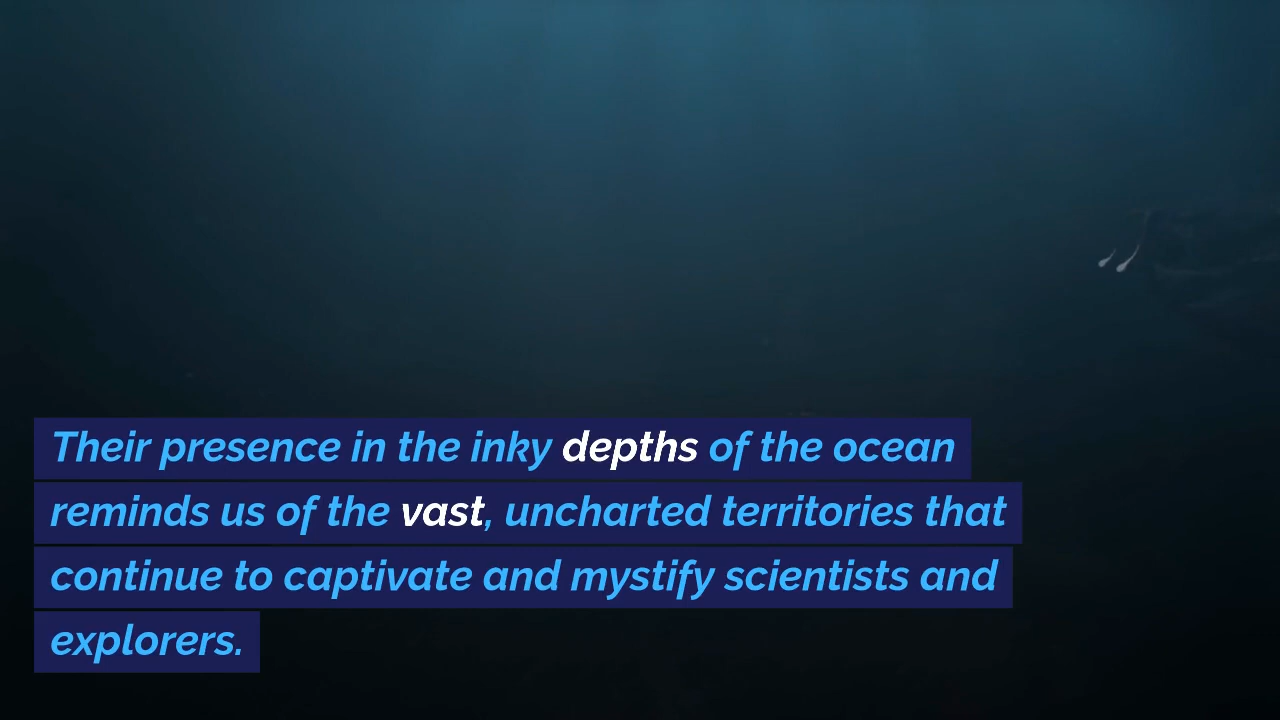 Their presence in the inky depths of the ocean
reminds us of the vast, uncharted territories that
continue to captivate and mystify scientists and
explorers.